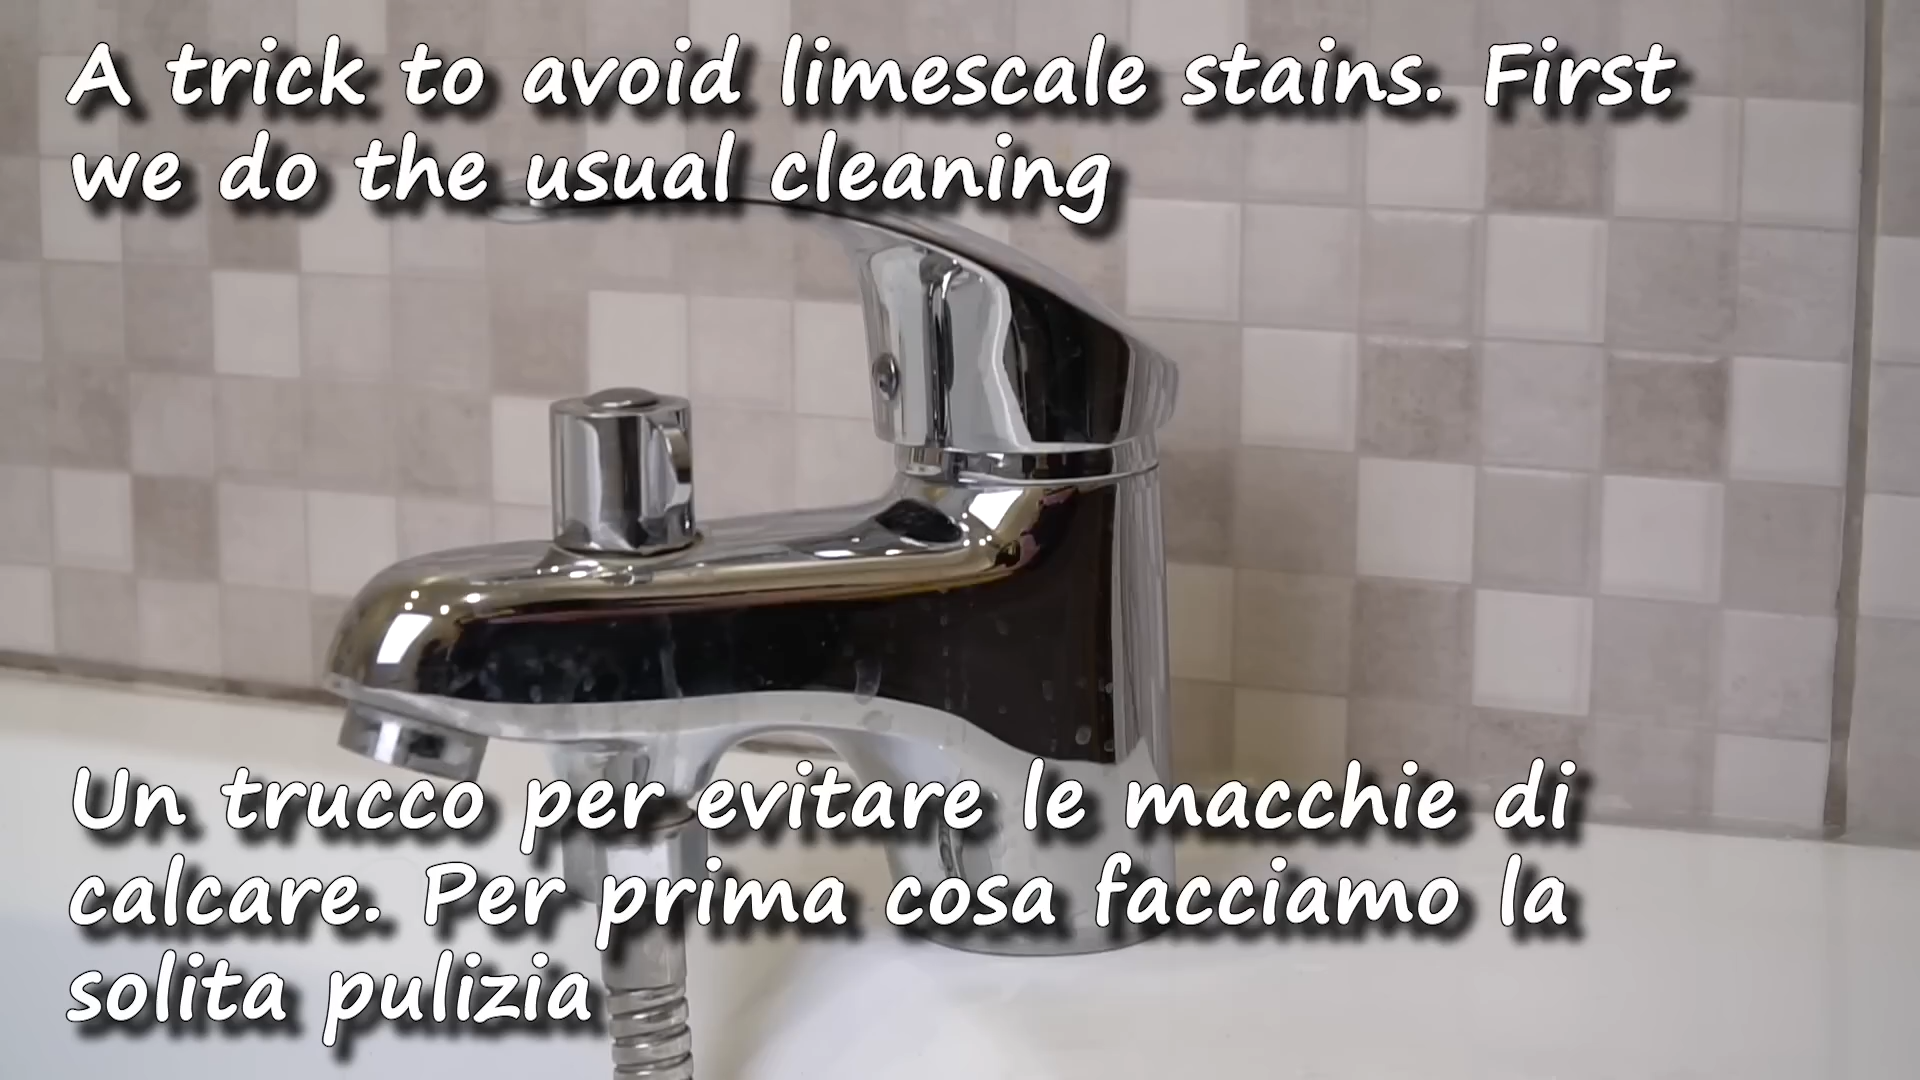 A trick to avoid limescale stains. First
we do the usual cleaning
Un trucco per evitare le macchie di
calcare. Per prima cosa facciamo la
solita pulizia